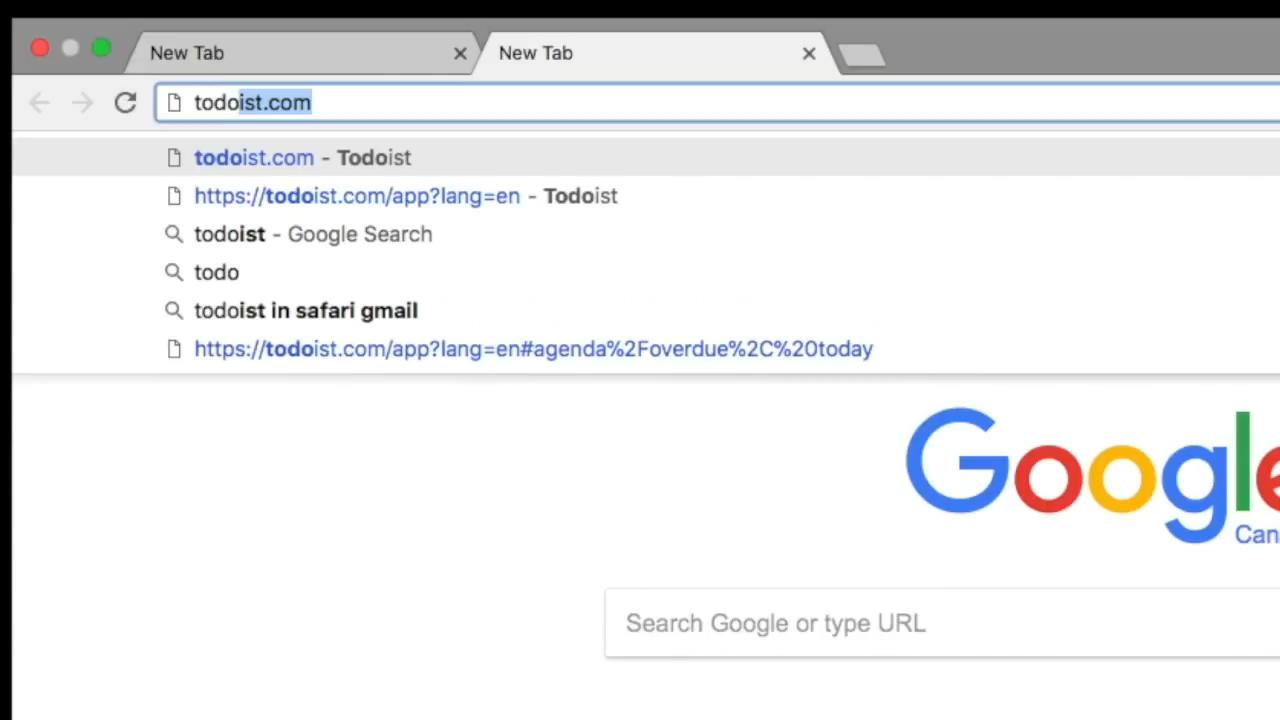 New Tab
New Tab
todoist.com
todoist.com - Todoist
https://todoist.com/app?lang=en - Todoist
todoist - Google Search
todo
todoist in safari gmail
https://todoist.com/app?lang=en#agenda%2Foverdue%2C%20today
Google
Can
Search Google or type URL